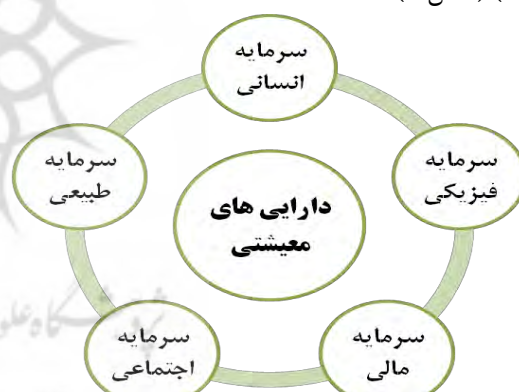 سرمایه
انسانی
سرمایه
فیزیکی
سرمایه
طبیعی
دارایی های
معیشتی
سرمایه
مالی
سرمایه
اجتماعی